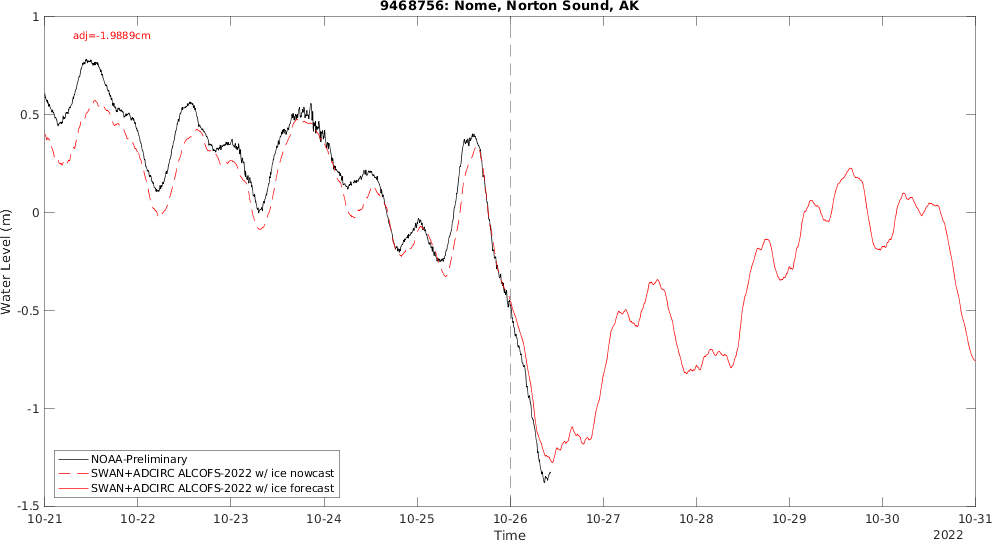 9468756: Nome, Norton Sound, AK
adj=-1.9889cm
Water Level (m)
1
0.5
0
-0.5
-1
-1.5
NOAA-Preliminary
SWAN+ADCIRC ALCOFS-2022 w/ ice nowcast
SWAN+ADCIRC ALCOFS-2022 w/ ice forecast
10-21 10-22 10-23 10-24 10-25 10-26 10-27 10-28 10-29 10-30 10-31
Time
2022